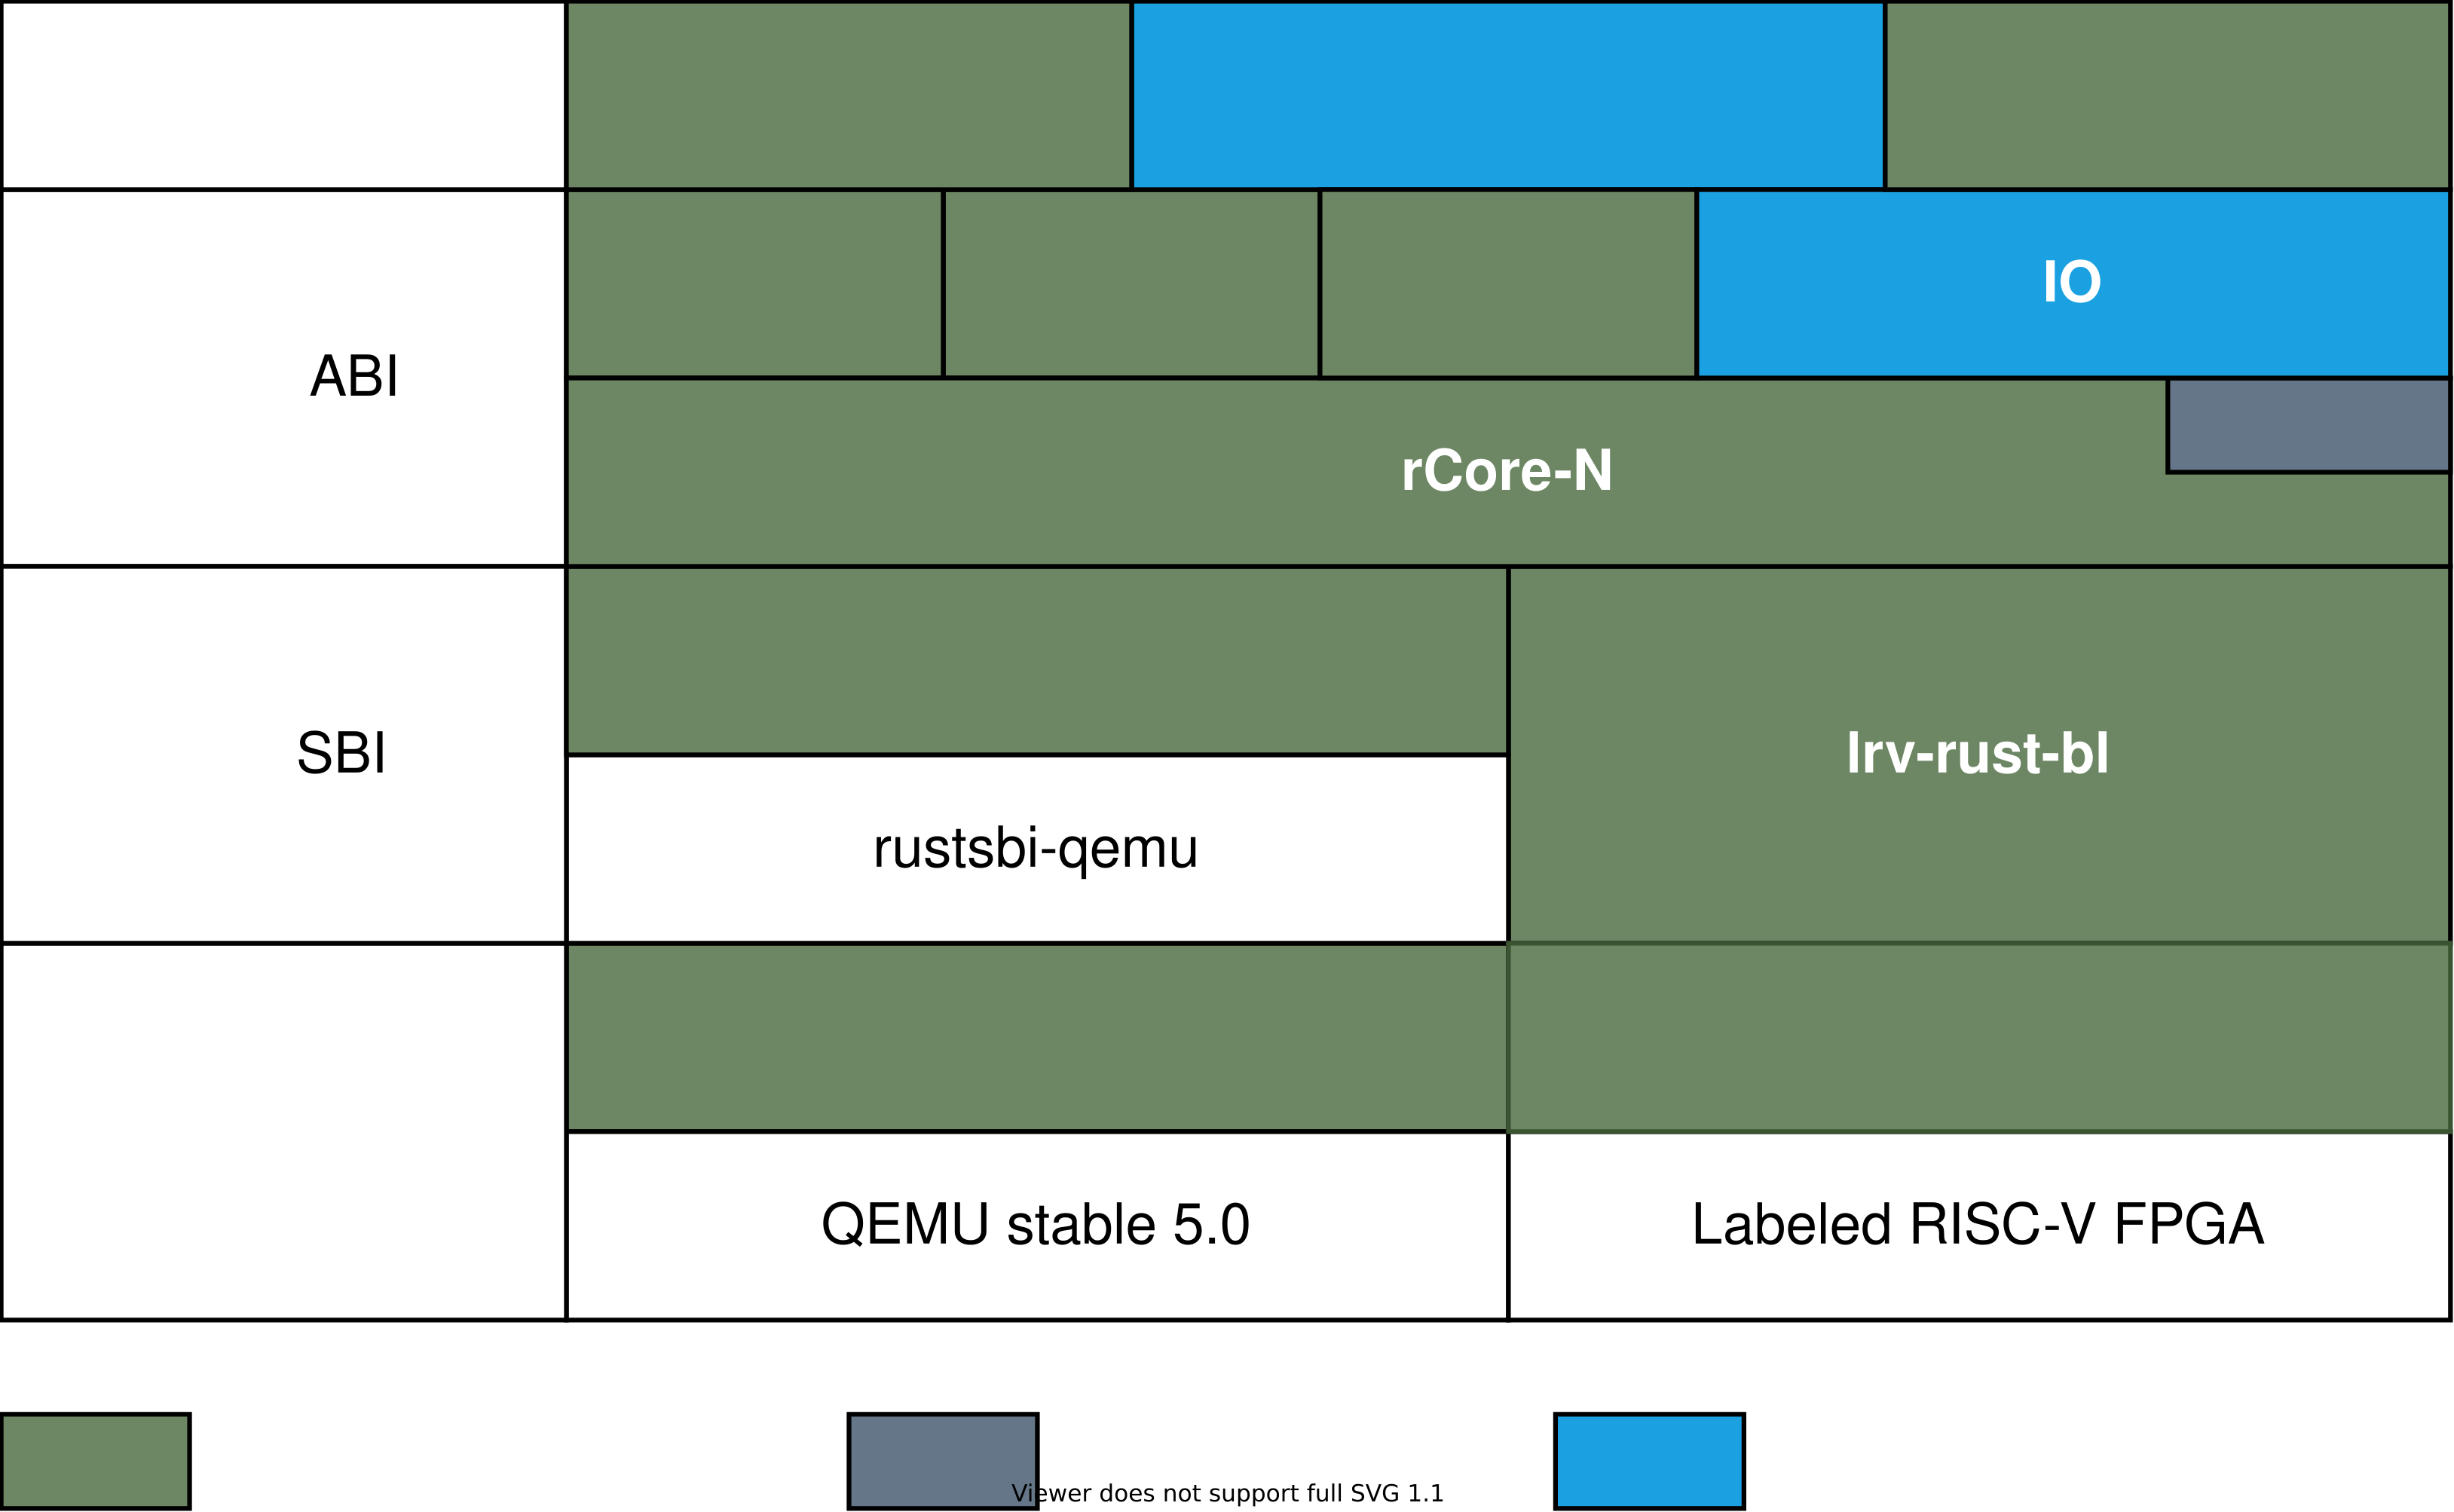 IO
ABI
rCore-N
SBI
lrv-rust-bl
rustsbi-qemu
QEMU stable 5.0
Labeled RISC-V FPGA
Viewer does not support full SVG 1.1